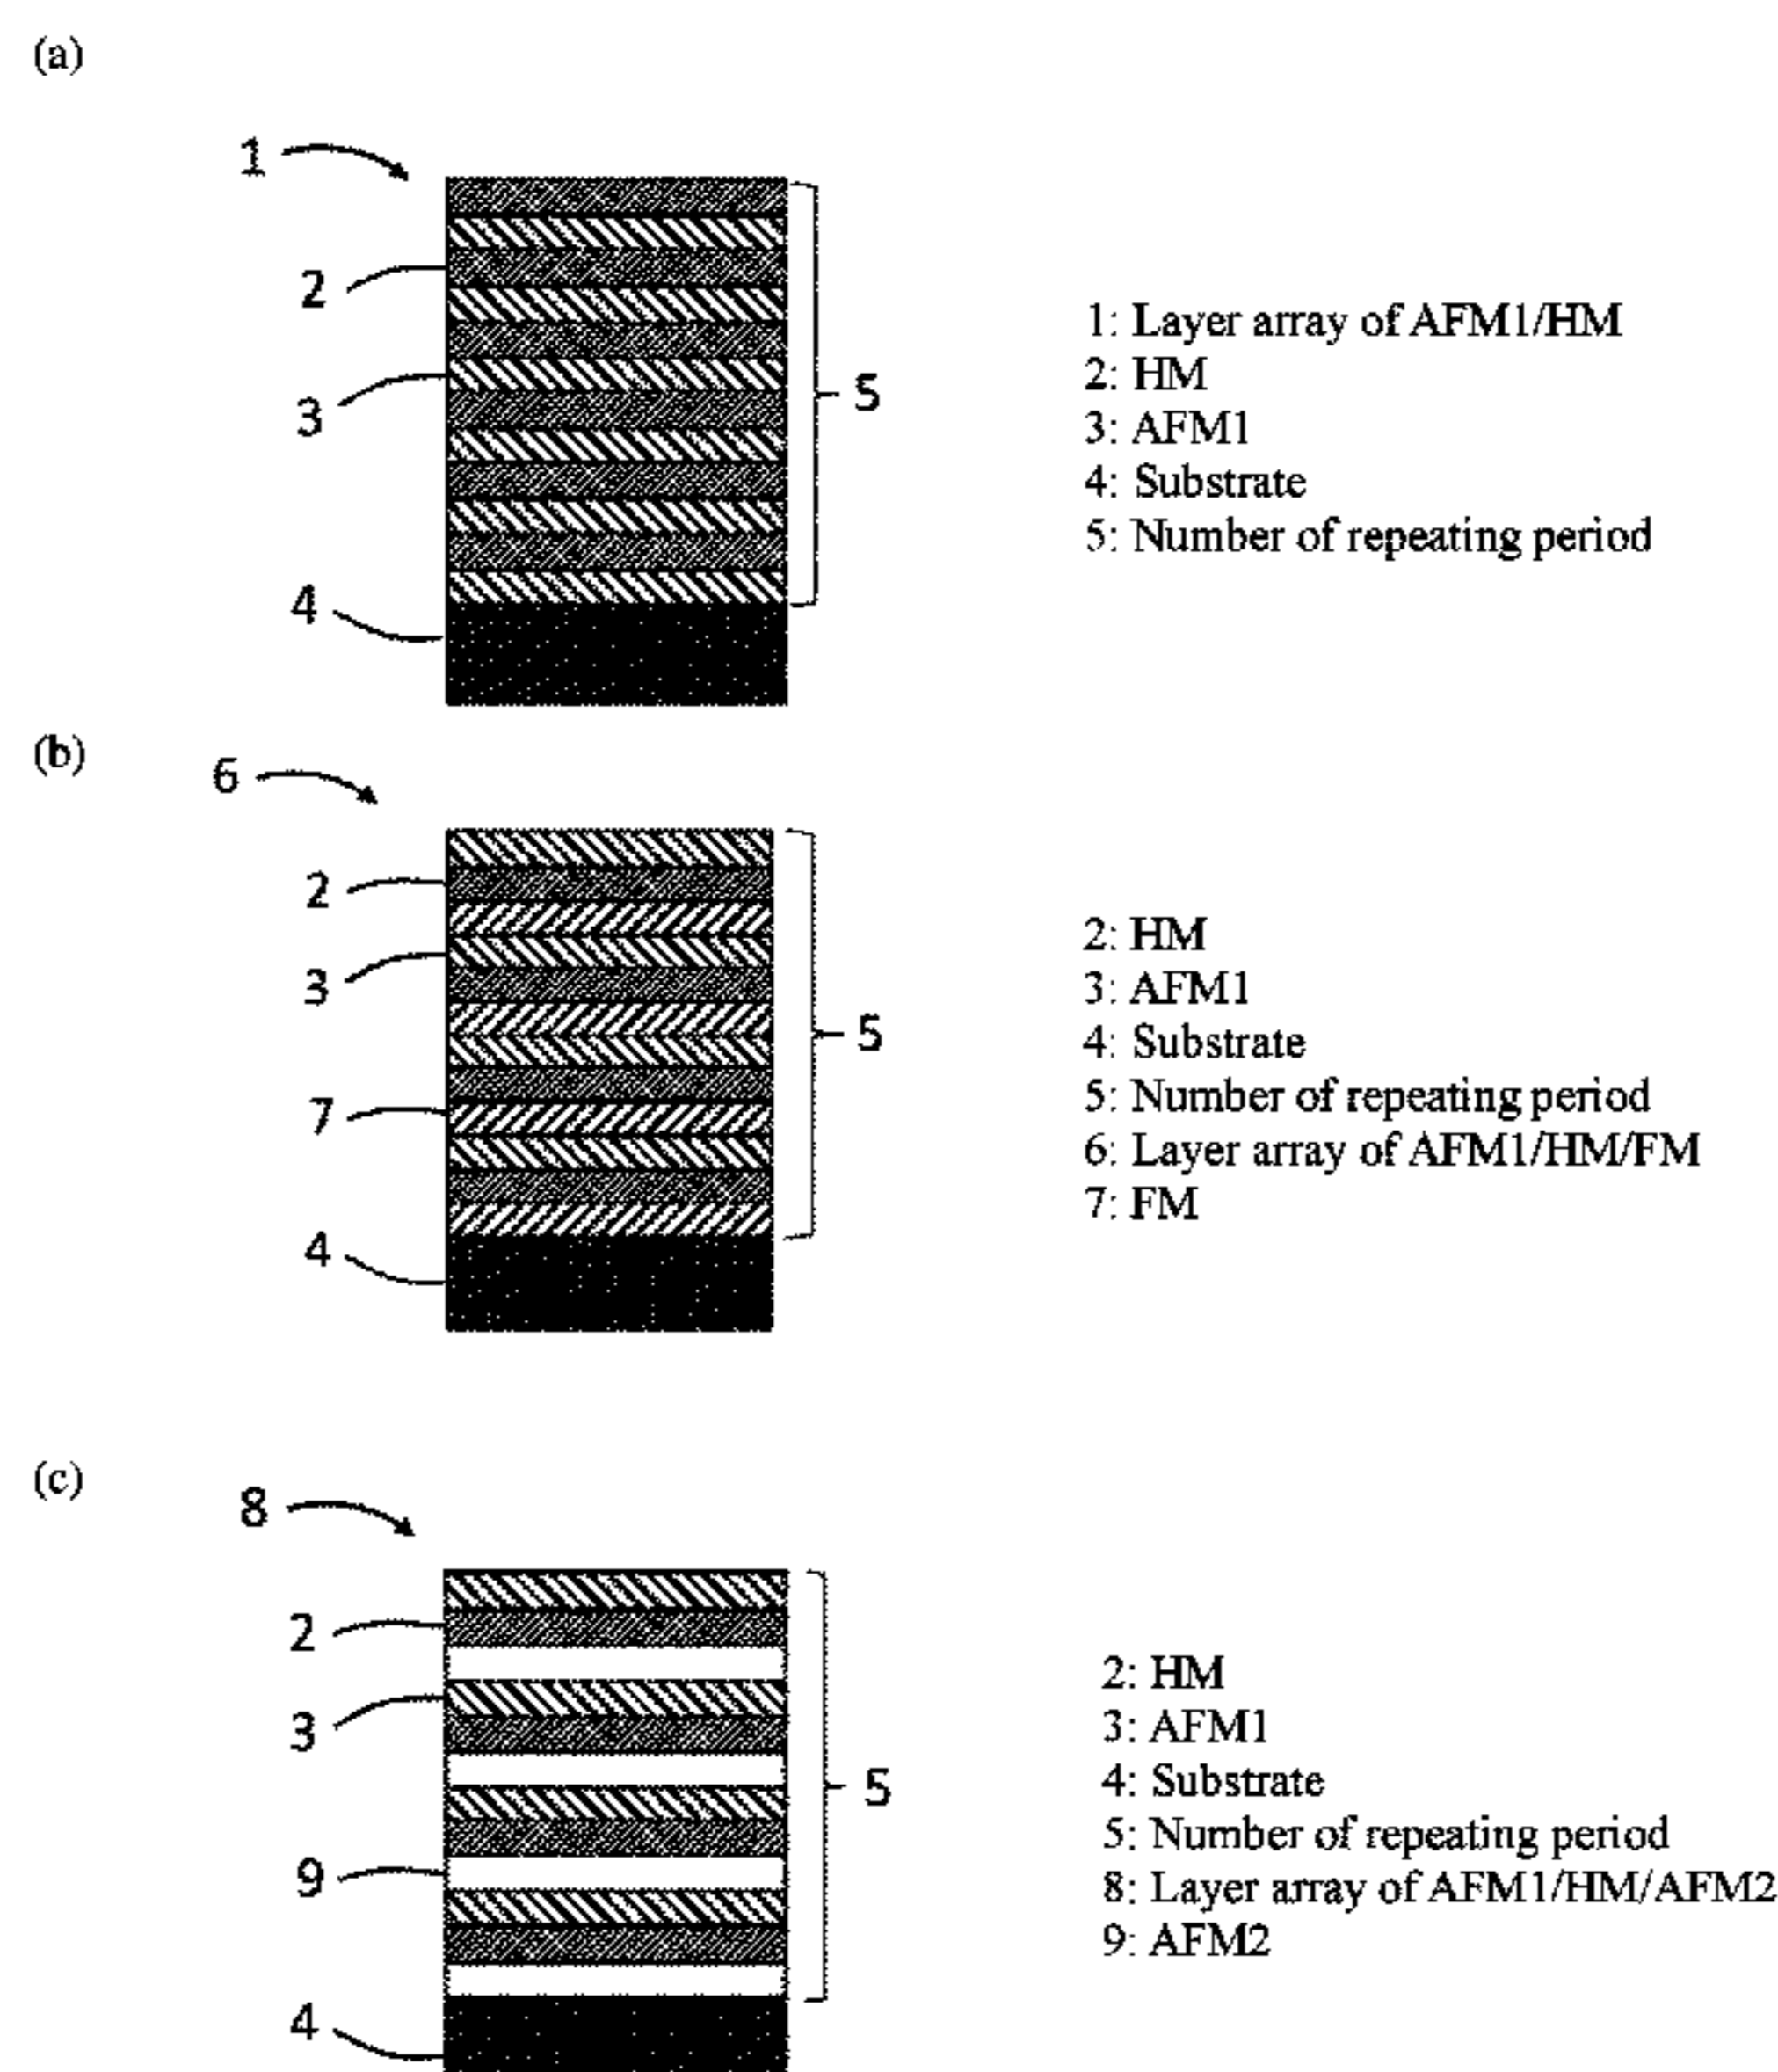 (a)
1
2
3
5
4
1: Layer array of AFM1/HM
2: HM
3: AFM1
4: Substrate
5: Number of repeating period
(b)
6
2
3
5
7
4
2: HM
3: AFM1
4: Substrate
5: Number of repeating period
6: Layer array of AFM1/HM/FM
7: FM
(c)
8
2
3
5
9
4
2: HM
3: AFM1
4: Substrate
5: Number of repeating period
8: Layer array of AFM1/HM/AFM2
9: AFM2